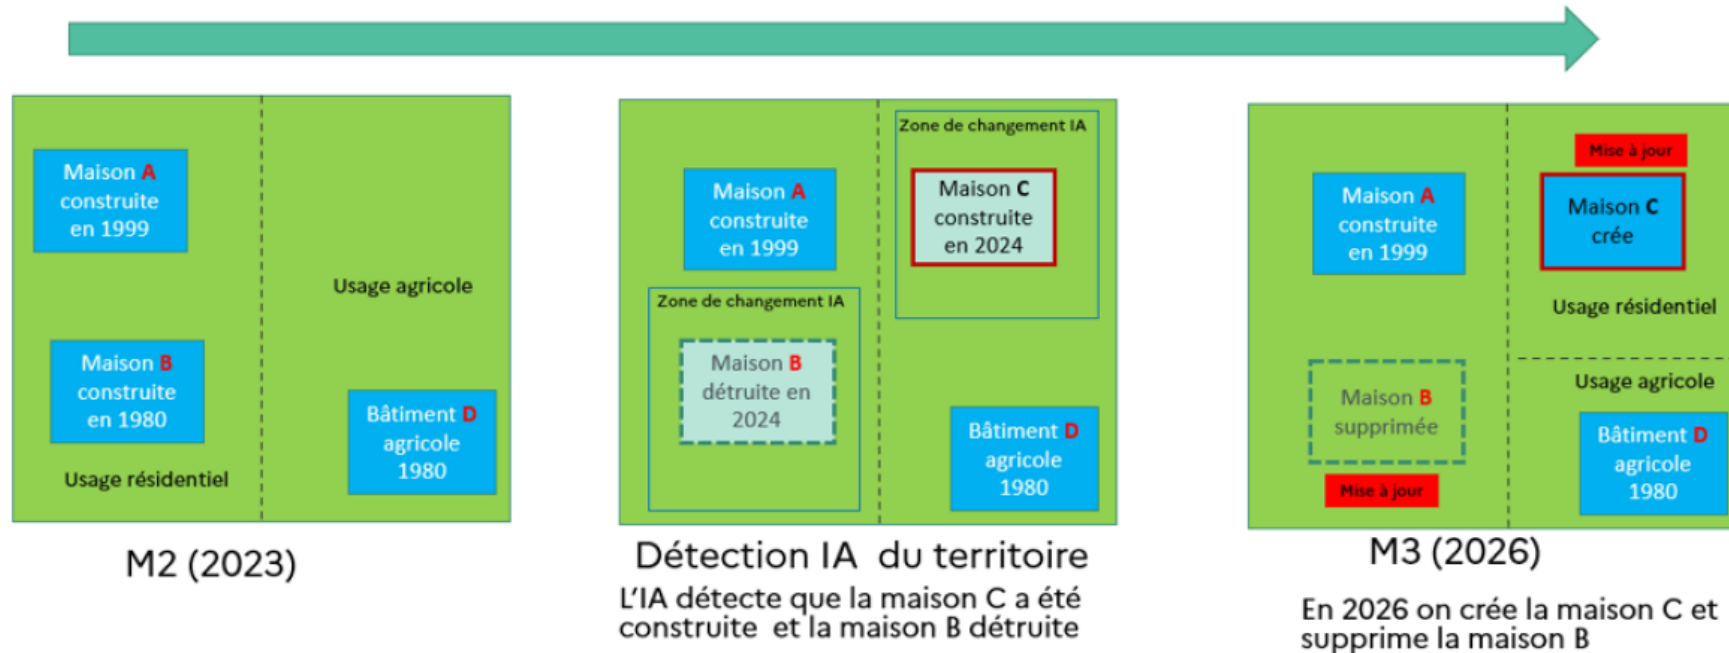 Maison A
construite
en 1999
Usage agricole
Maison B
construite
en 1980
Bâtiment D
agricole
1980
Usage résidentiel
M2 (2023)
Zone de changement IA
Maison A
construite
en 1999
Maison C
construite
en 2024
Zone de changement IA
Maison B
détruite en
2024
Bâtiment D
agricole
1980
Détection IA du territoire
L'IA détecte que la maison C a été
construite et la maison B détruite
Mise à jour
Maison A
construite
en 1999
Maison C
crée
Usage résidentiel
Usage agricole
Maison B
supprimée
Bâtiment D
agricole
1980
Mise à jour
M3 (2026)
En 2026 on crée la maison C et
supprime la maison B